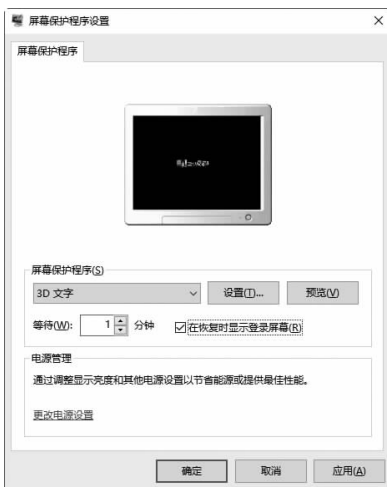 屏幕保护程序设置
屏幕保护程序
屏幕保护程序(S)
3D 文字
设置(T)...
预览(V)
等待(W): 1 分钟 在恢复时显示登录屏幕(R)
电源管理
通过调整显示亮度和其他电源设置以节省能源或提供最佳性能。
更改电源设置
确定 取消 应用(A)